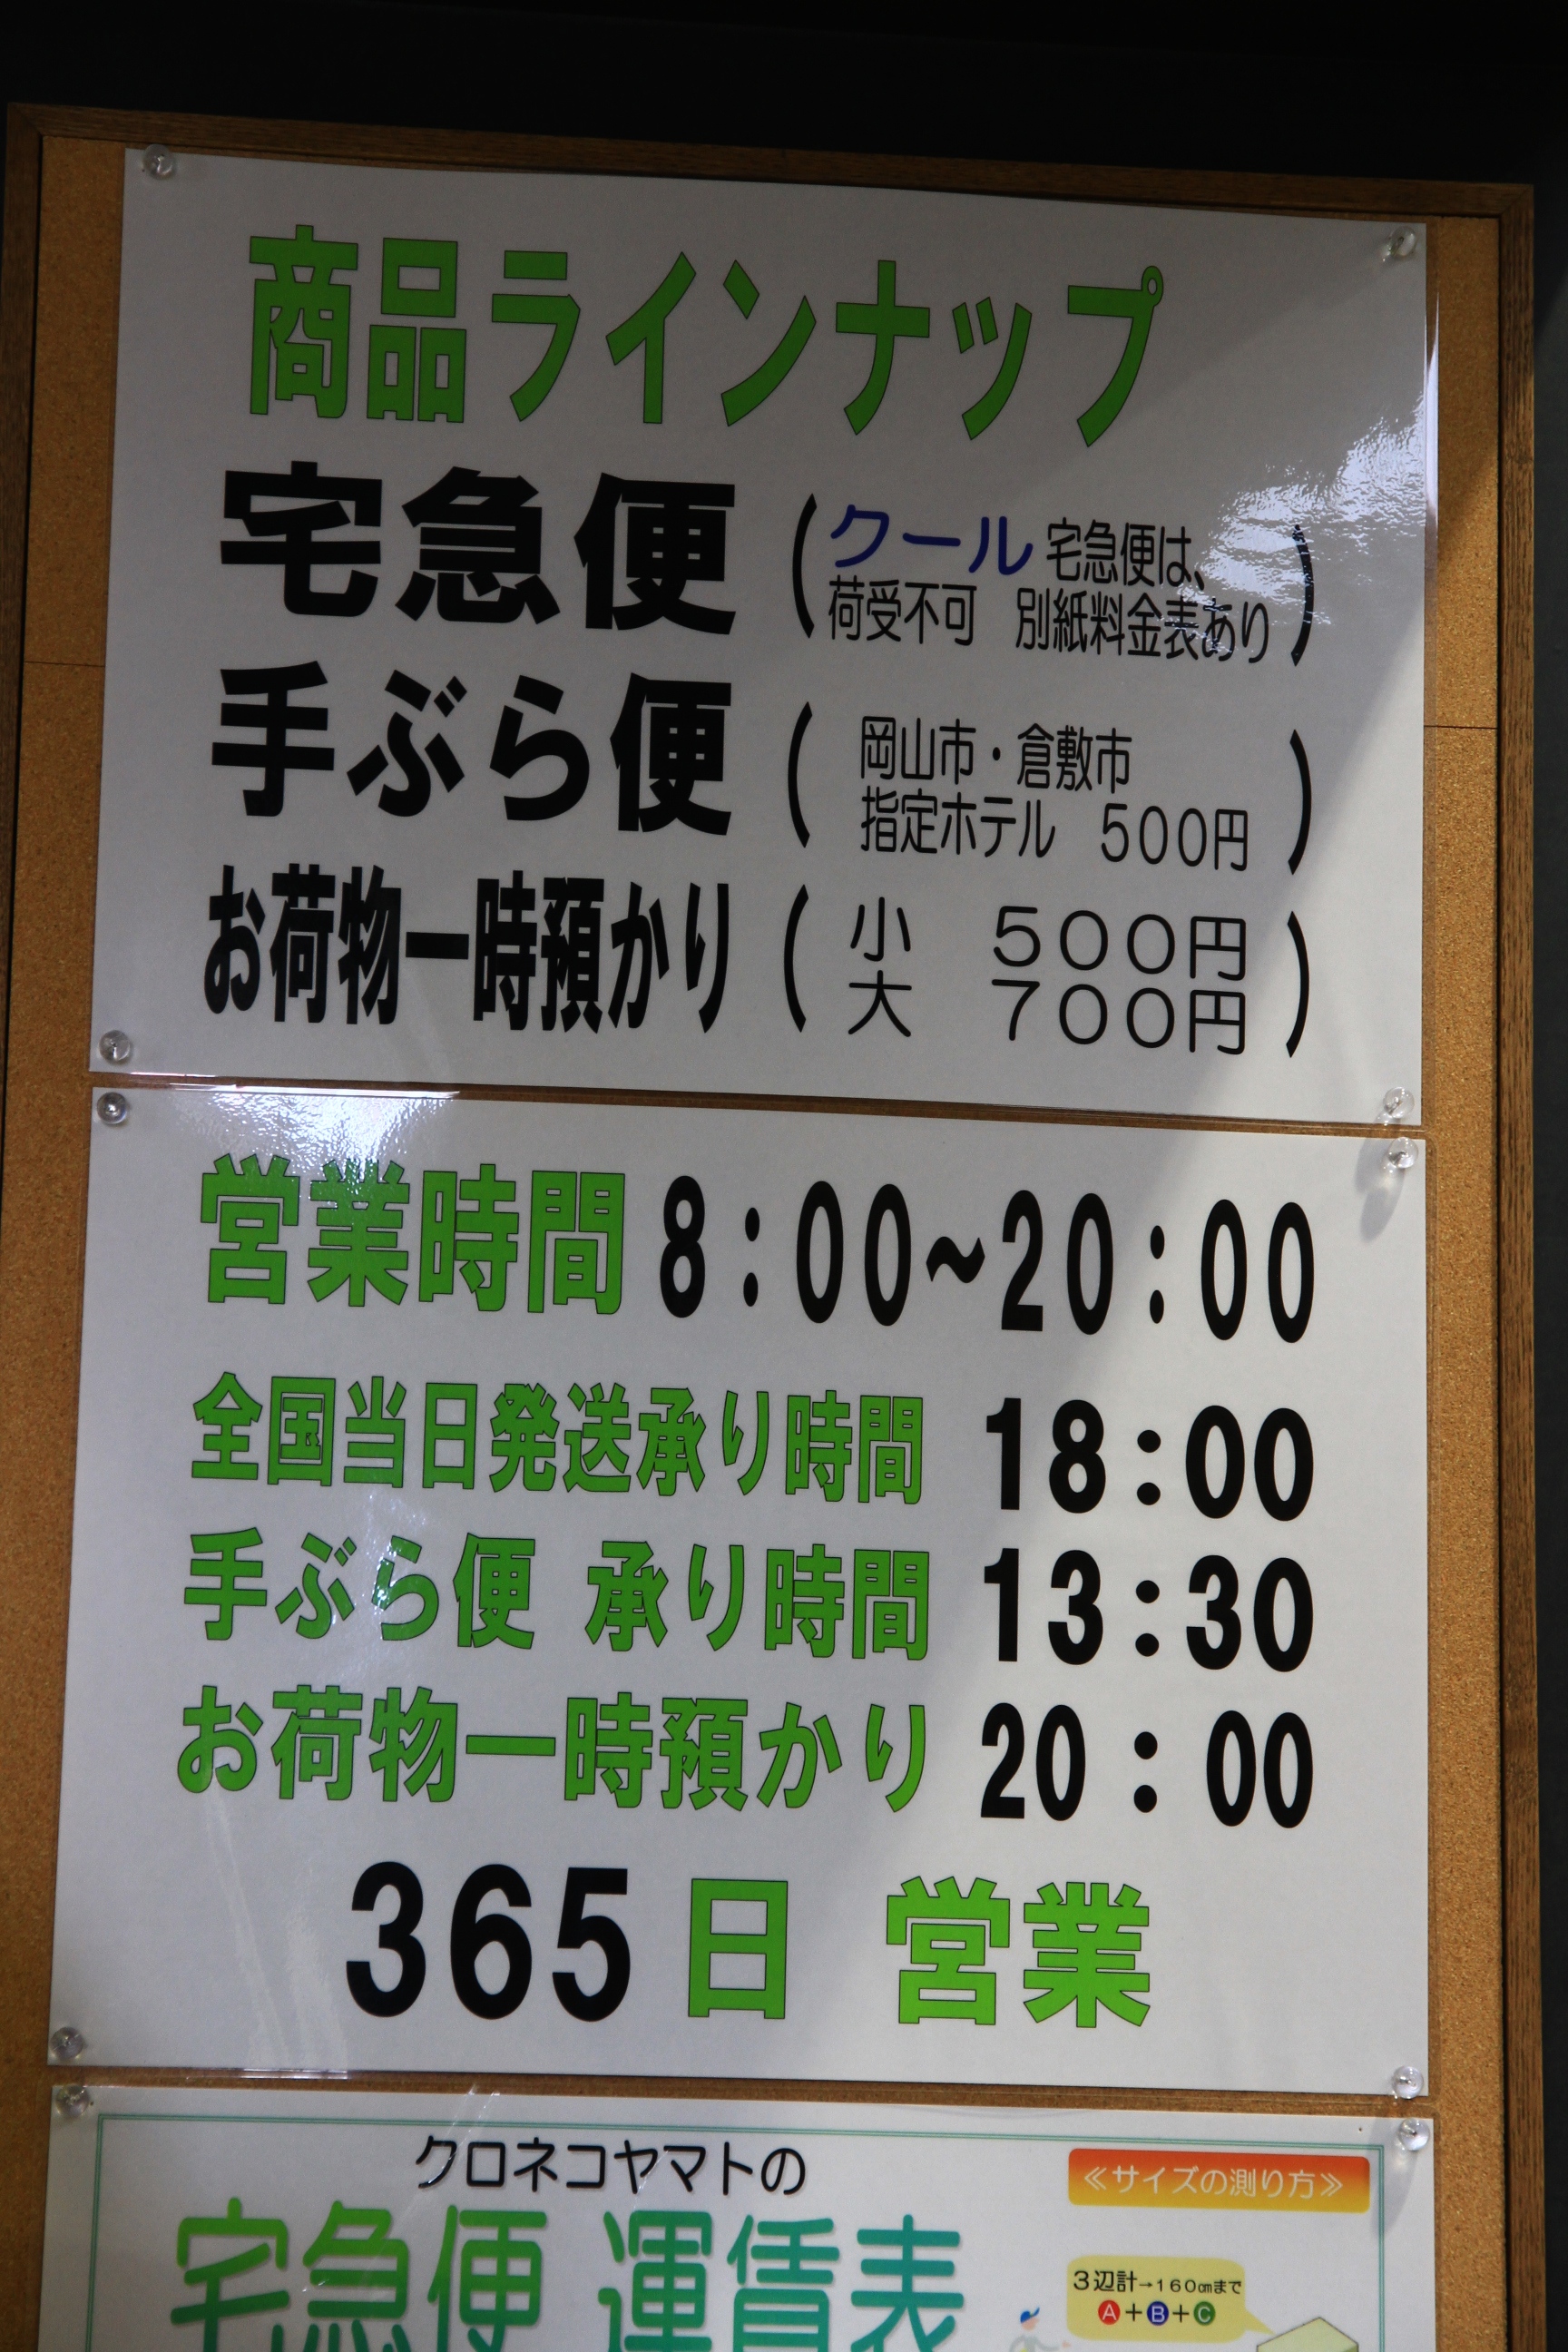 商品ラインナップ
宅急便（クール宅急便は、
荷受不可　別紙料金表あり）
手ぶら便（岡山市・倉敷市
指定ホテル　500円）
お荷物一時預かり（小　500円
大　700円）
営業時間 8:00~20:00
全国当日発送承り時間 18:00
手ぶら便 承り時間 13:30
お荷物一時預かり 20:00
365日 営業
クロネコヤマトの
≪サイズの測り方≫
宅急便 運賃表
3辺計→160cmまで
A+B+C